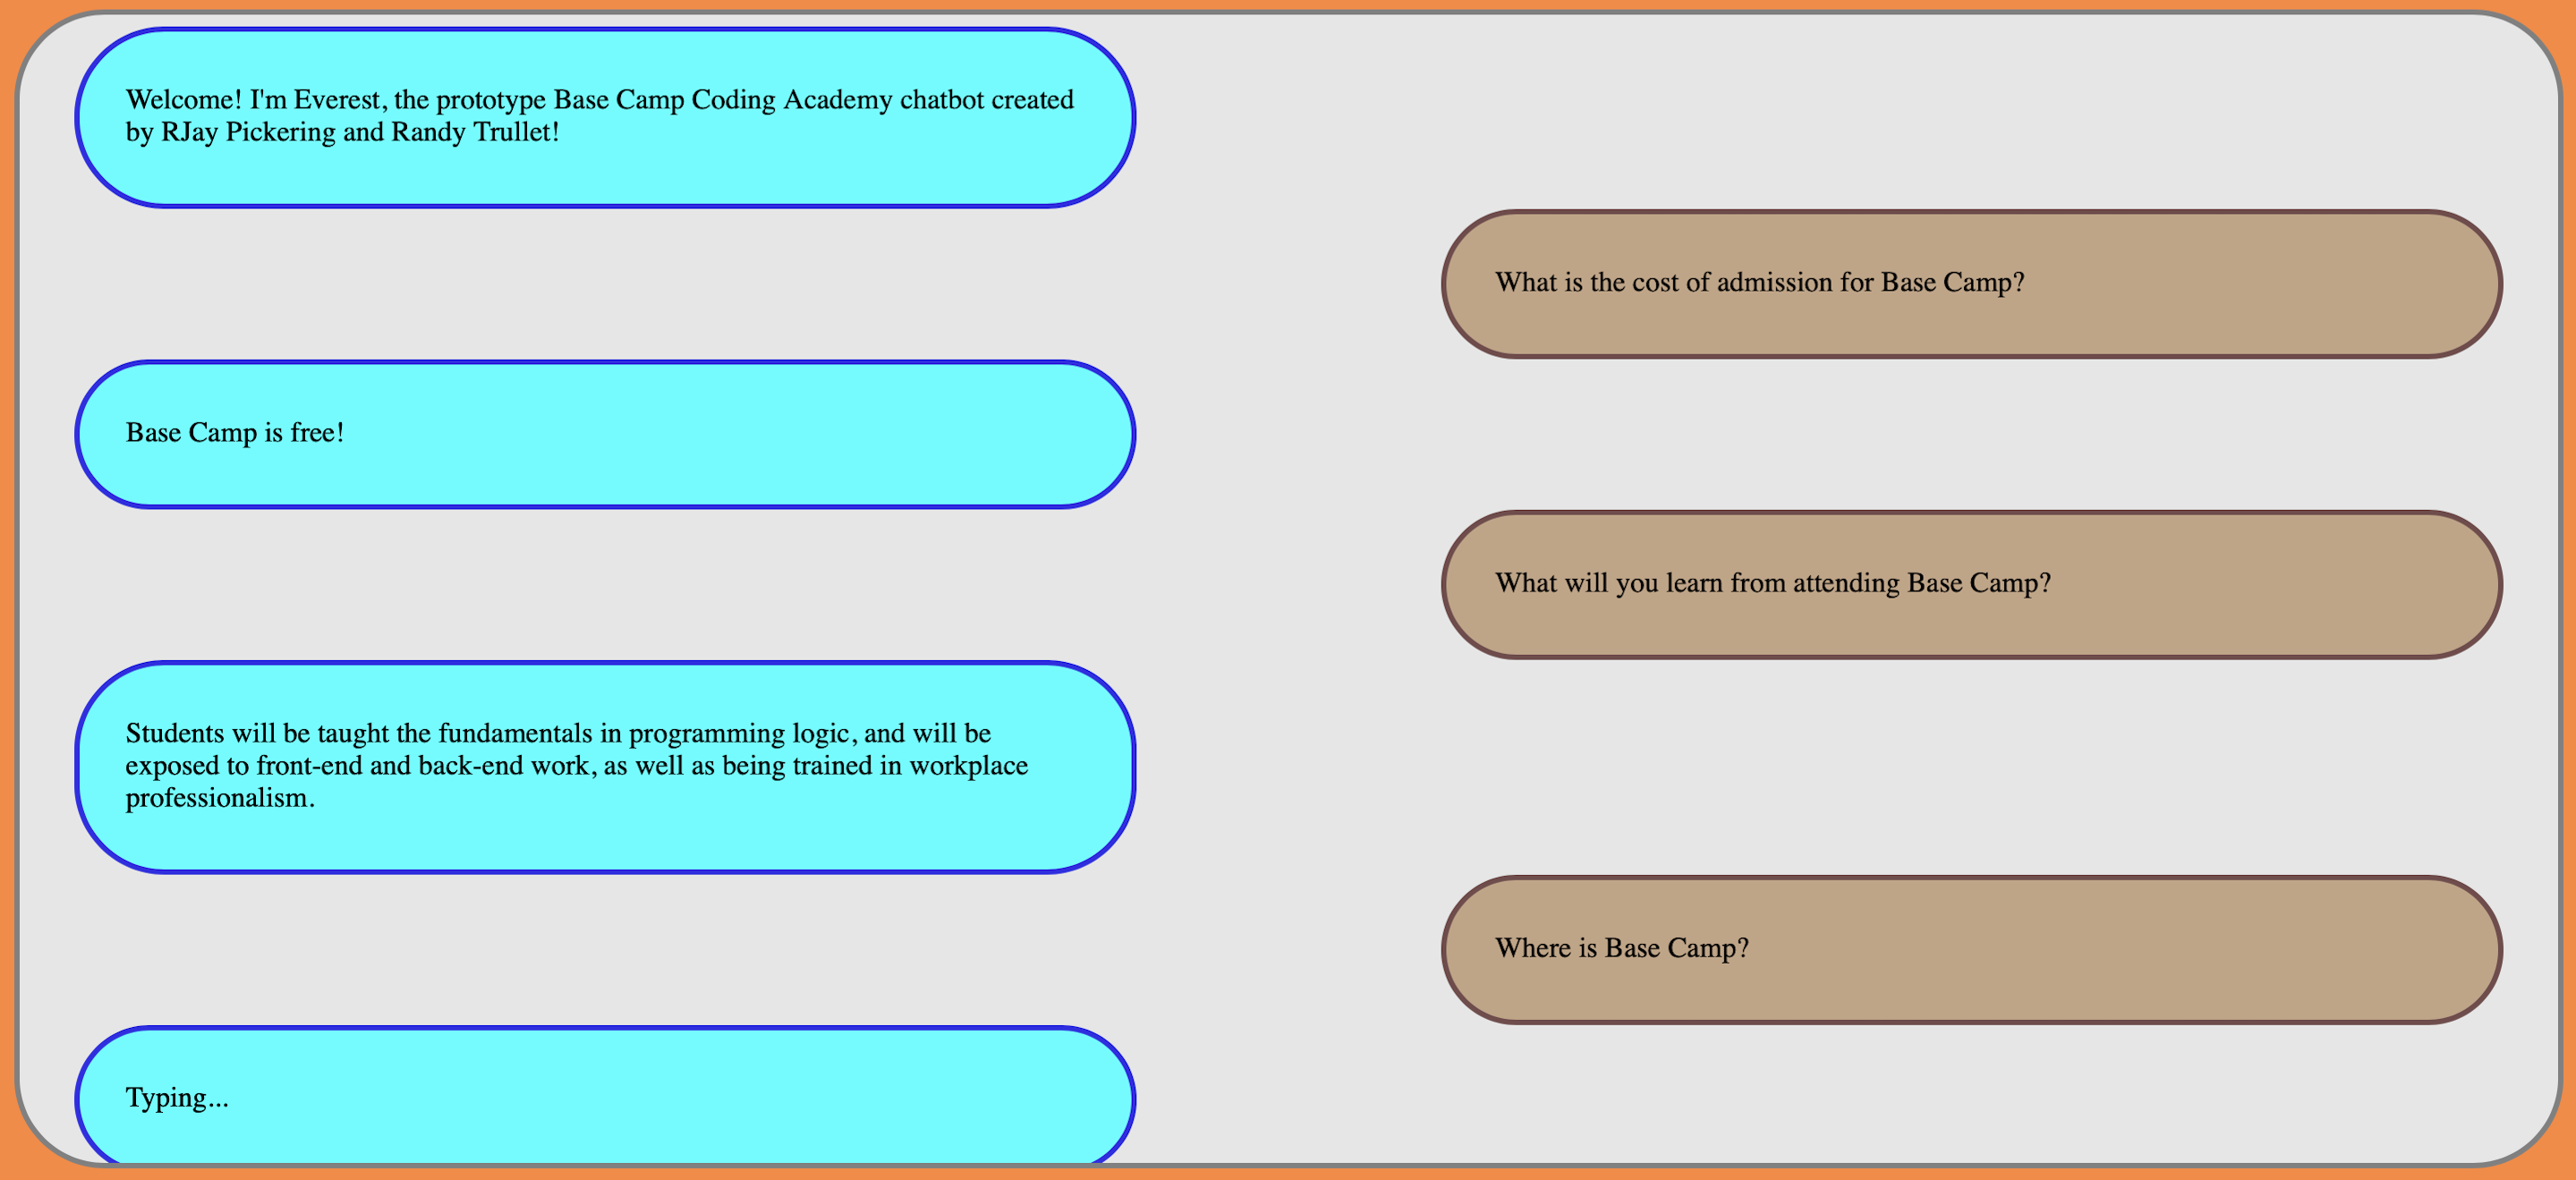 Welcome! I'm Everest, the prototype Base Camp Coding Academy chatbot created
by RJay Pickering and Randy Trullet!
What is the cost of admission for Base Camp?
Base Camp is free!
What will you learn from attending Base Camp?
Students will be taught the fundamentals in programming logic, and will be
exposed to front-end and back-end work, as well as being trained in workplace
professionalism.
Where is Base Camp?
Typing...